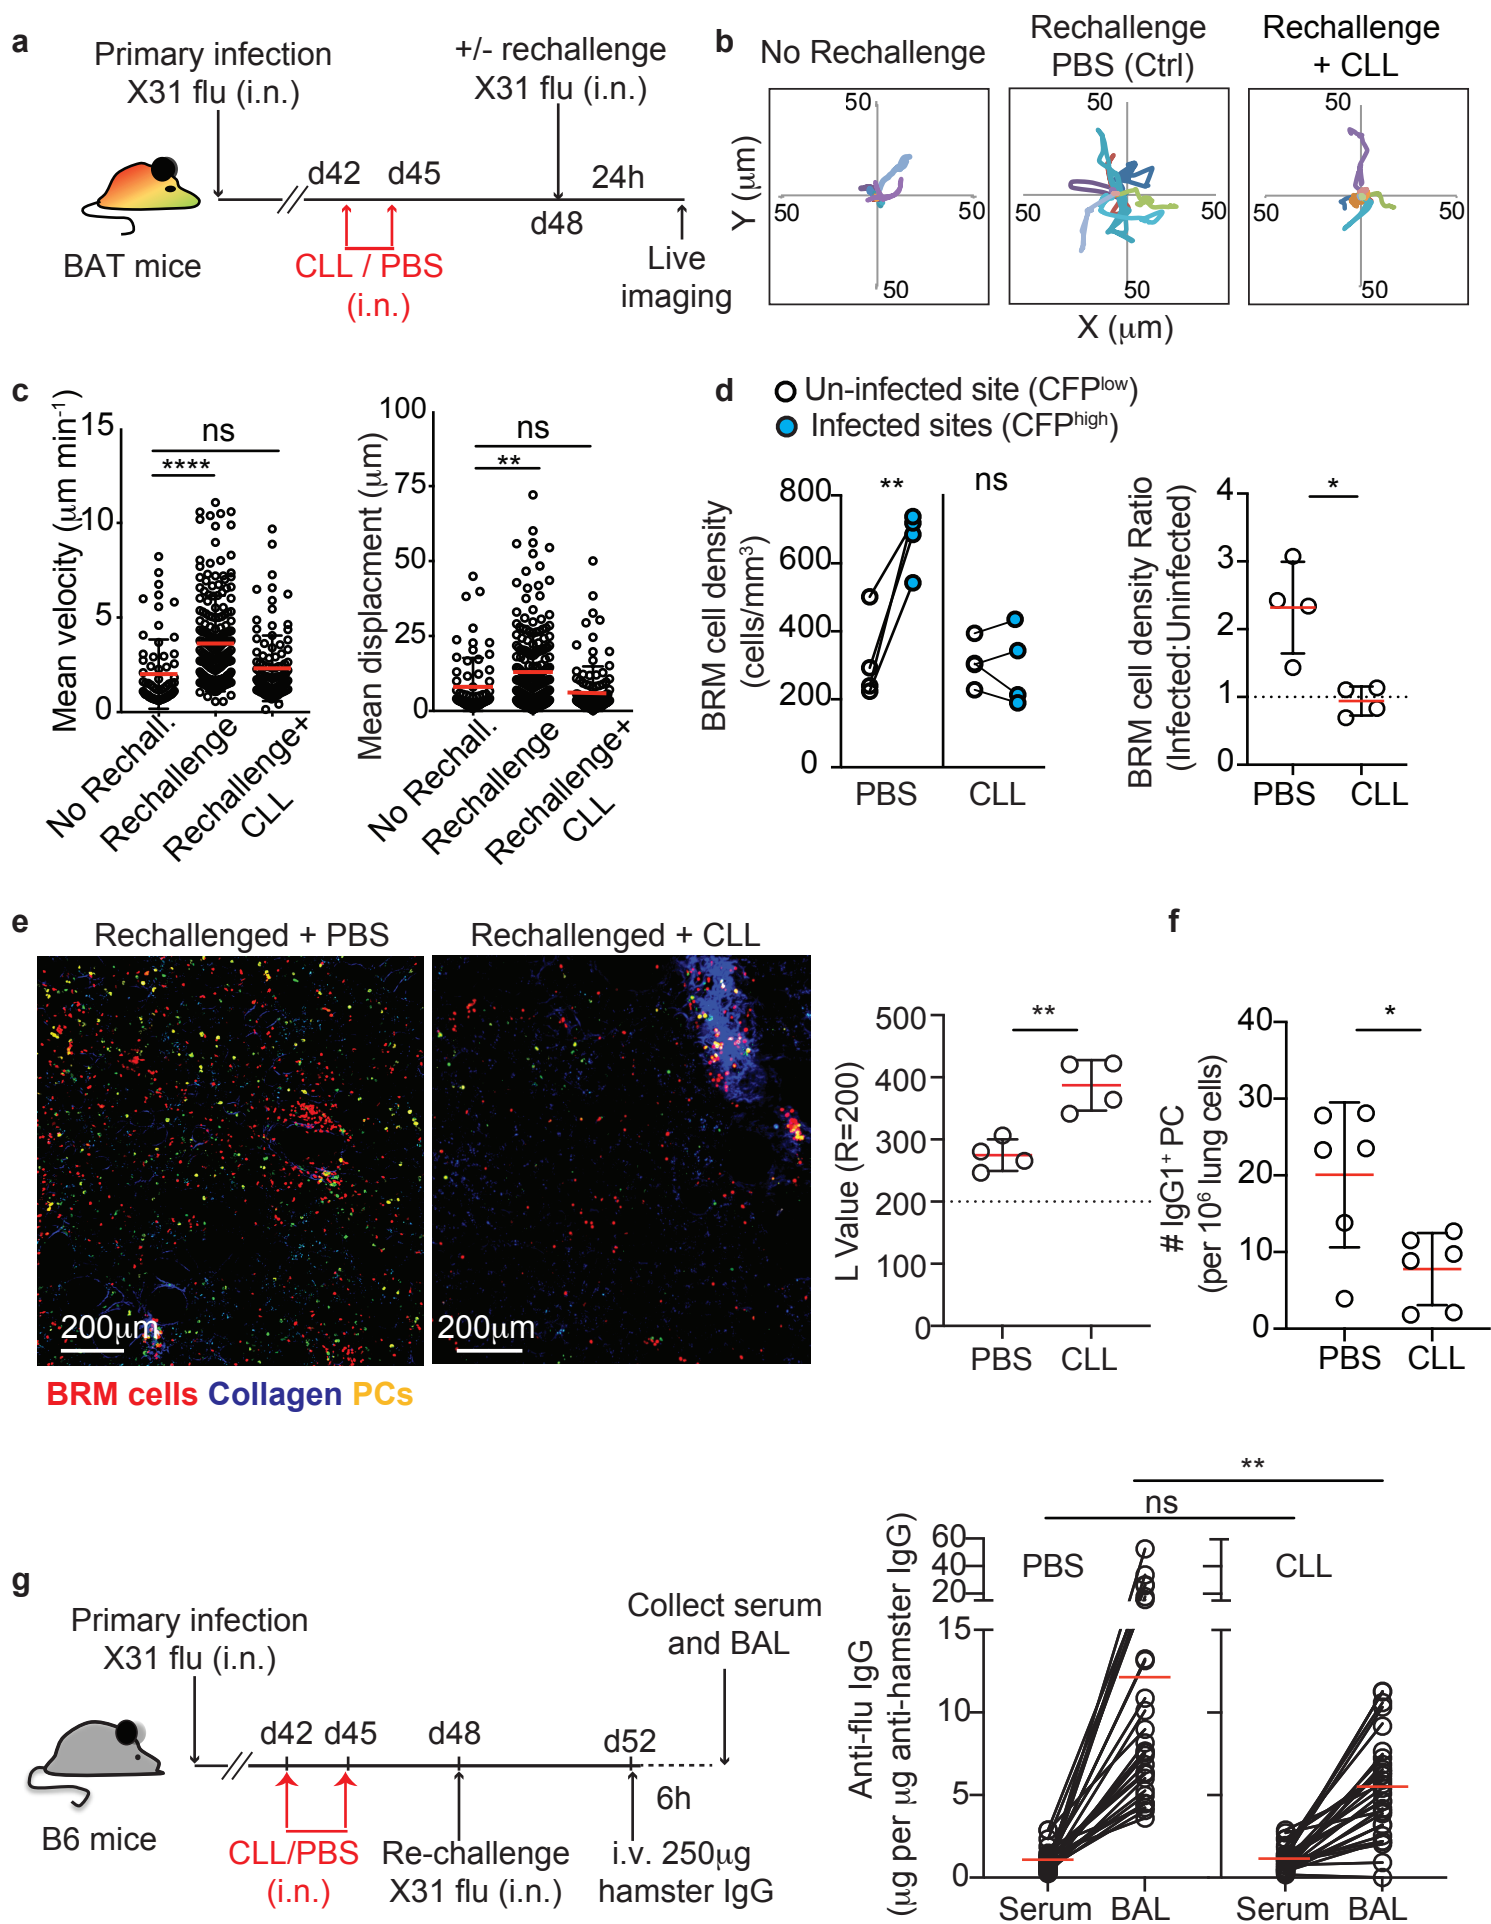 a
Primary infection
X31 flu (i.n.)
+/- rechallenge
X31 flu (i.n.)
d42
d45
24h
d48
BAT mice
CLL / PBS
(i.n.)
Live
imaging
b
No Rechallenge
Rechallenge
PBS (Ctrl)
Rechallenge
+ CLL
50
50
50
50
50
50
50
50
50
50
50
50
Y (μm)
X (μm)
c
Mean velocity (μm min⁻¹)
15
10
5
0
ns
****
No Rechall.
Rechallenge
Rechallenge+
CLL
Mean displacment (μm)
100
75
50
25
0
ns
**
No Rechall.
Rechallenge
Rechallenge+
CLL
d
Un-infected site (CFPˡᵒʷ)
Infected sites (CFPʰⁱᵍʰ)
BRM cell density
(cells/mm³)
800
600
400
200
0
**
ns
PBS
CLL
BRM cell density Ratio
(Infected:Uninfected)
4
3
2
1
0
*
PBS
CLL
e
Rechallenged + PBS
Rechallenged + CLL
200μm
200μm
BRM cells Collagen PCs
L Value (R=200)
500
400
300
200
100
0
**
PBS
CLL
f
# IgG1⁺ PC
(per 10⁶ lung cells)
40
30
20
10
0
*
PBS
CLL
g
Primary infection
X31 flu (i.n.)
Collect serum
and BAL
d42
d45
d48
d52
6h
B6 mice
CLL/PBS
(i.n.)
Re-challenge
X31 flu (i.n.)
i.v. 250μg
hamster IgG
Anti-flu IgG
(μg per μg anti-hamster IgG)
60
40
20
15
10
5
0
**
ns
PBS
CLL
Serum
BAL
Serum
BAL